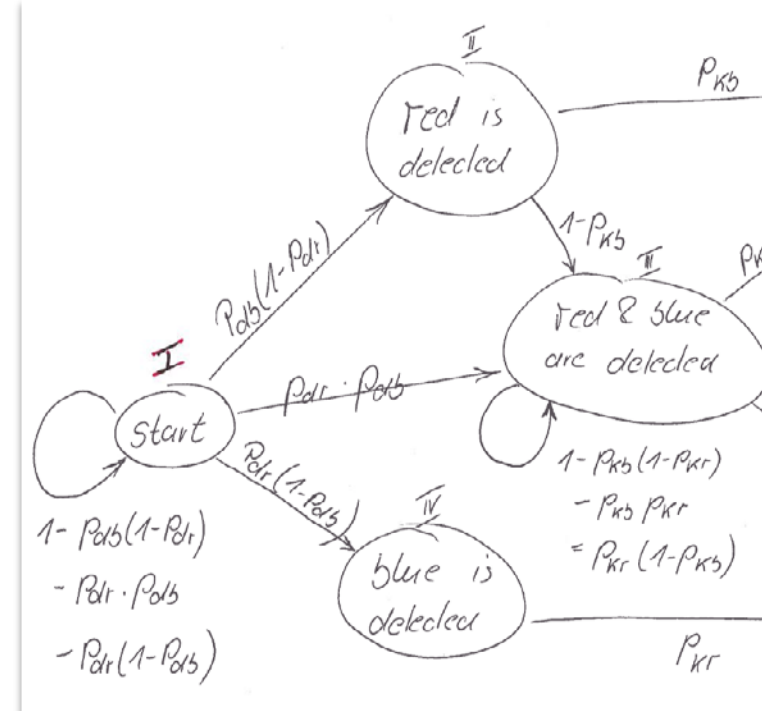 II
red is
detected
P_Kb
P_db(1-P_dr)
1-P_Kb
III
red & blue
are detected
I
start
P_dr · P_db
P_dr(1-P_db)
1-P_db(1-P_dr)
-P_dr · P_db
-P_dr(1-P_db)
1-P_Kb(1-P_Kr)
-P_Kb P_Kr
=P_Kr(1-P_Kb)
IV
blue is
detected
P_Kr